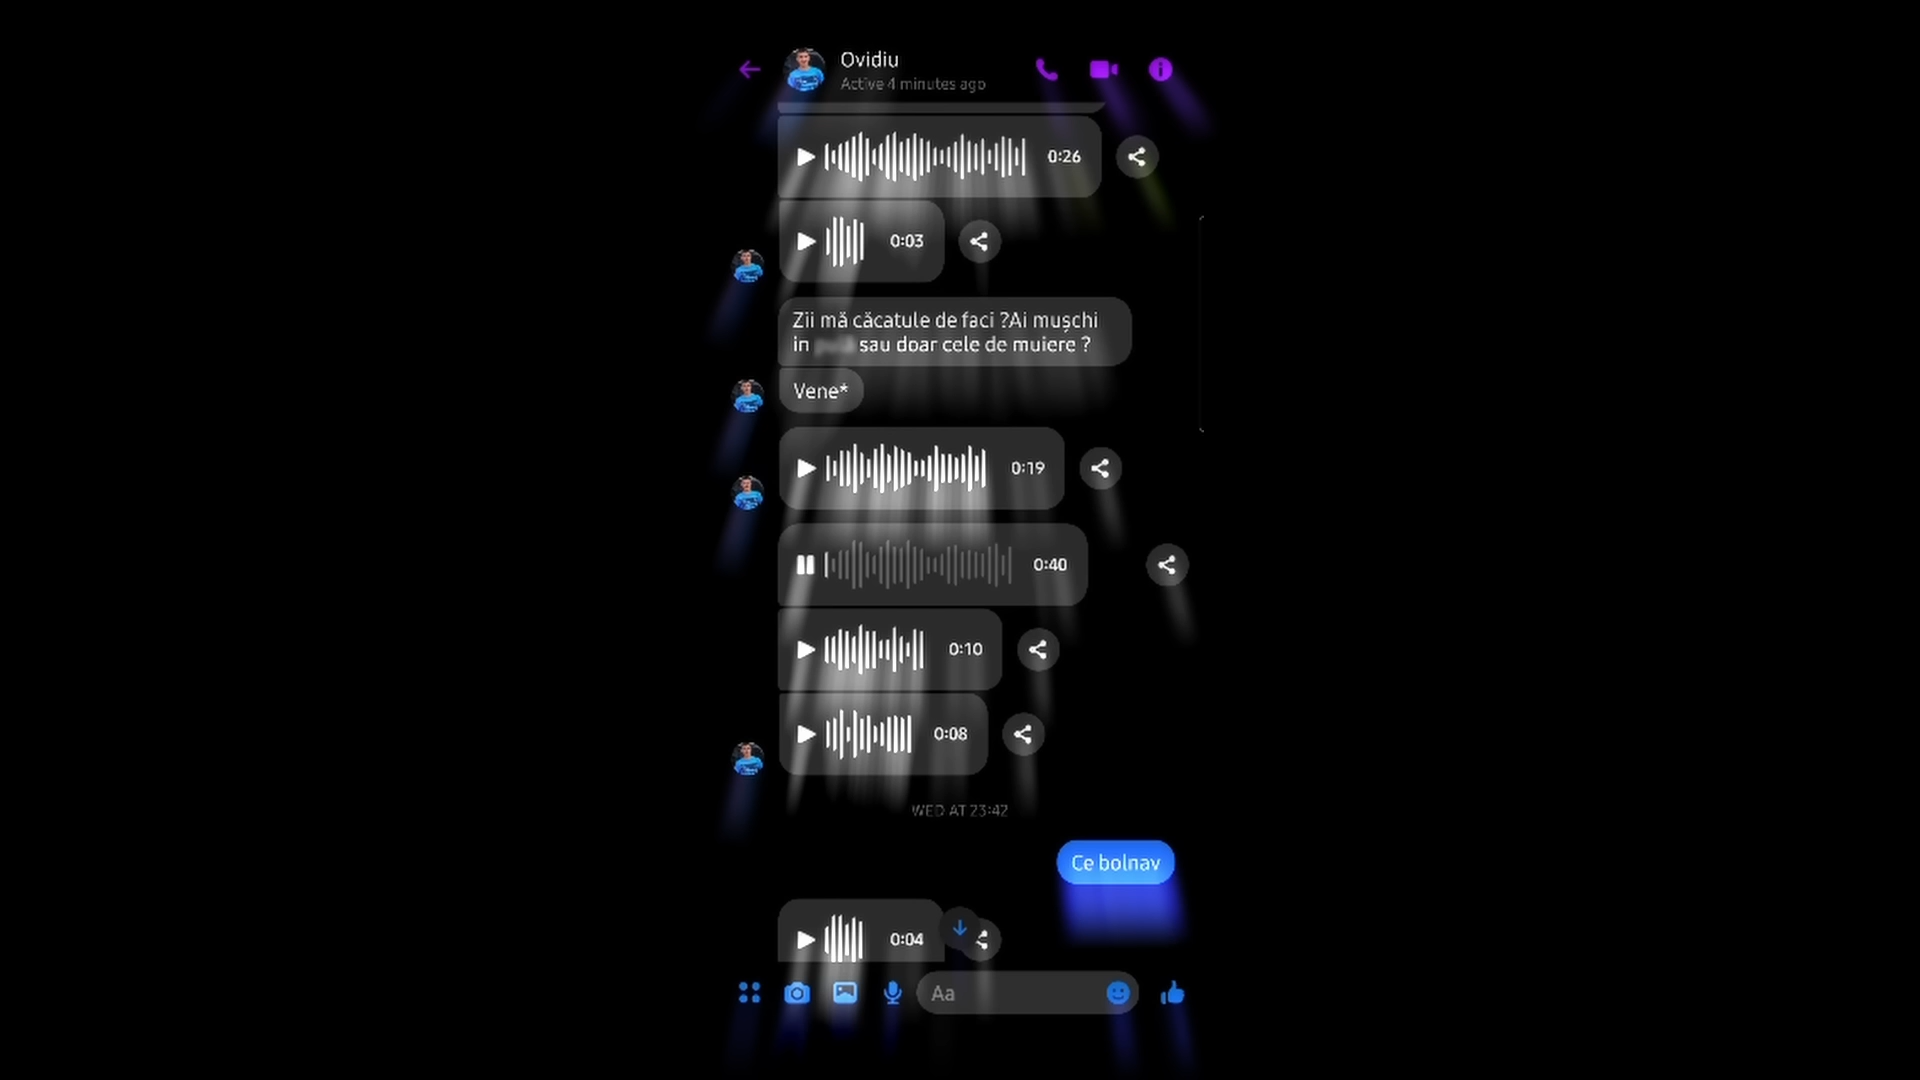 Ovidiu
Active 4 minutes ago
0:26
0:03
Zii mă căcatule de faci ?Ai mușchi
in sau doar cele de muiere ?
Vene*
0:19
0:40
0:10
0:08
WED AT 23:42
Ce bolnav
0:04
Aa